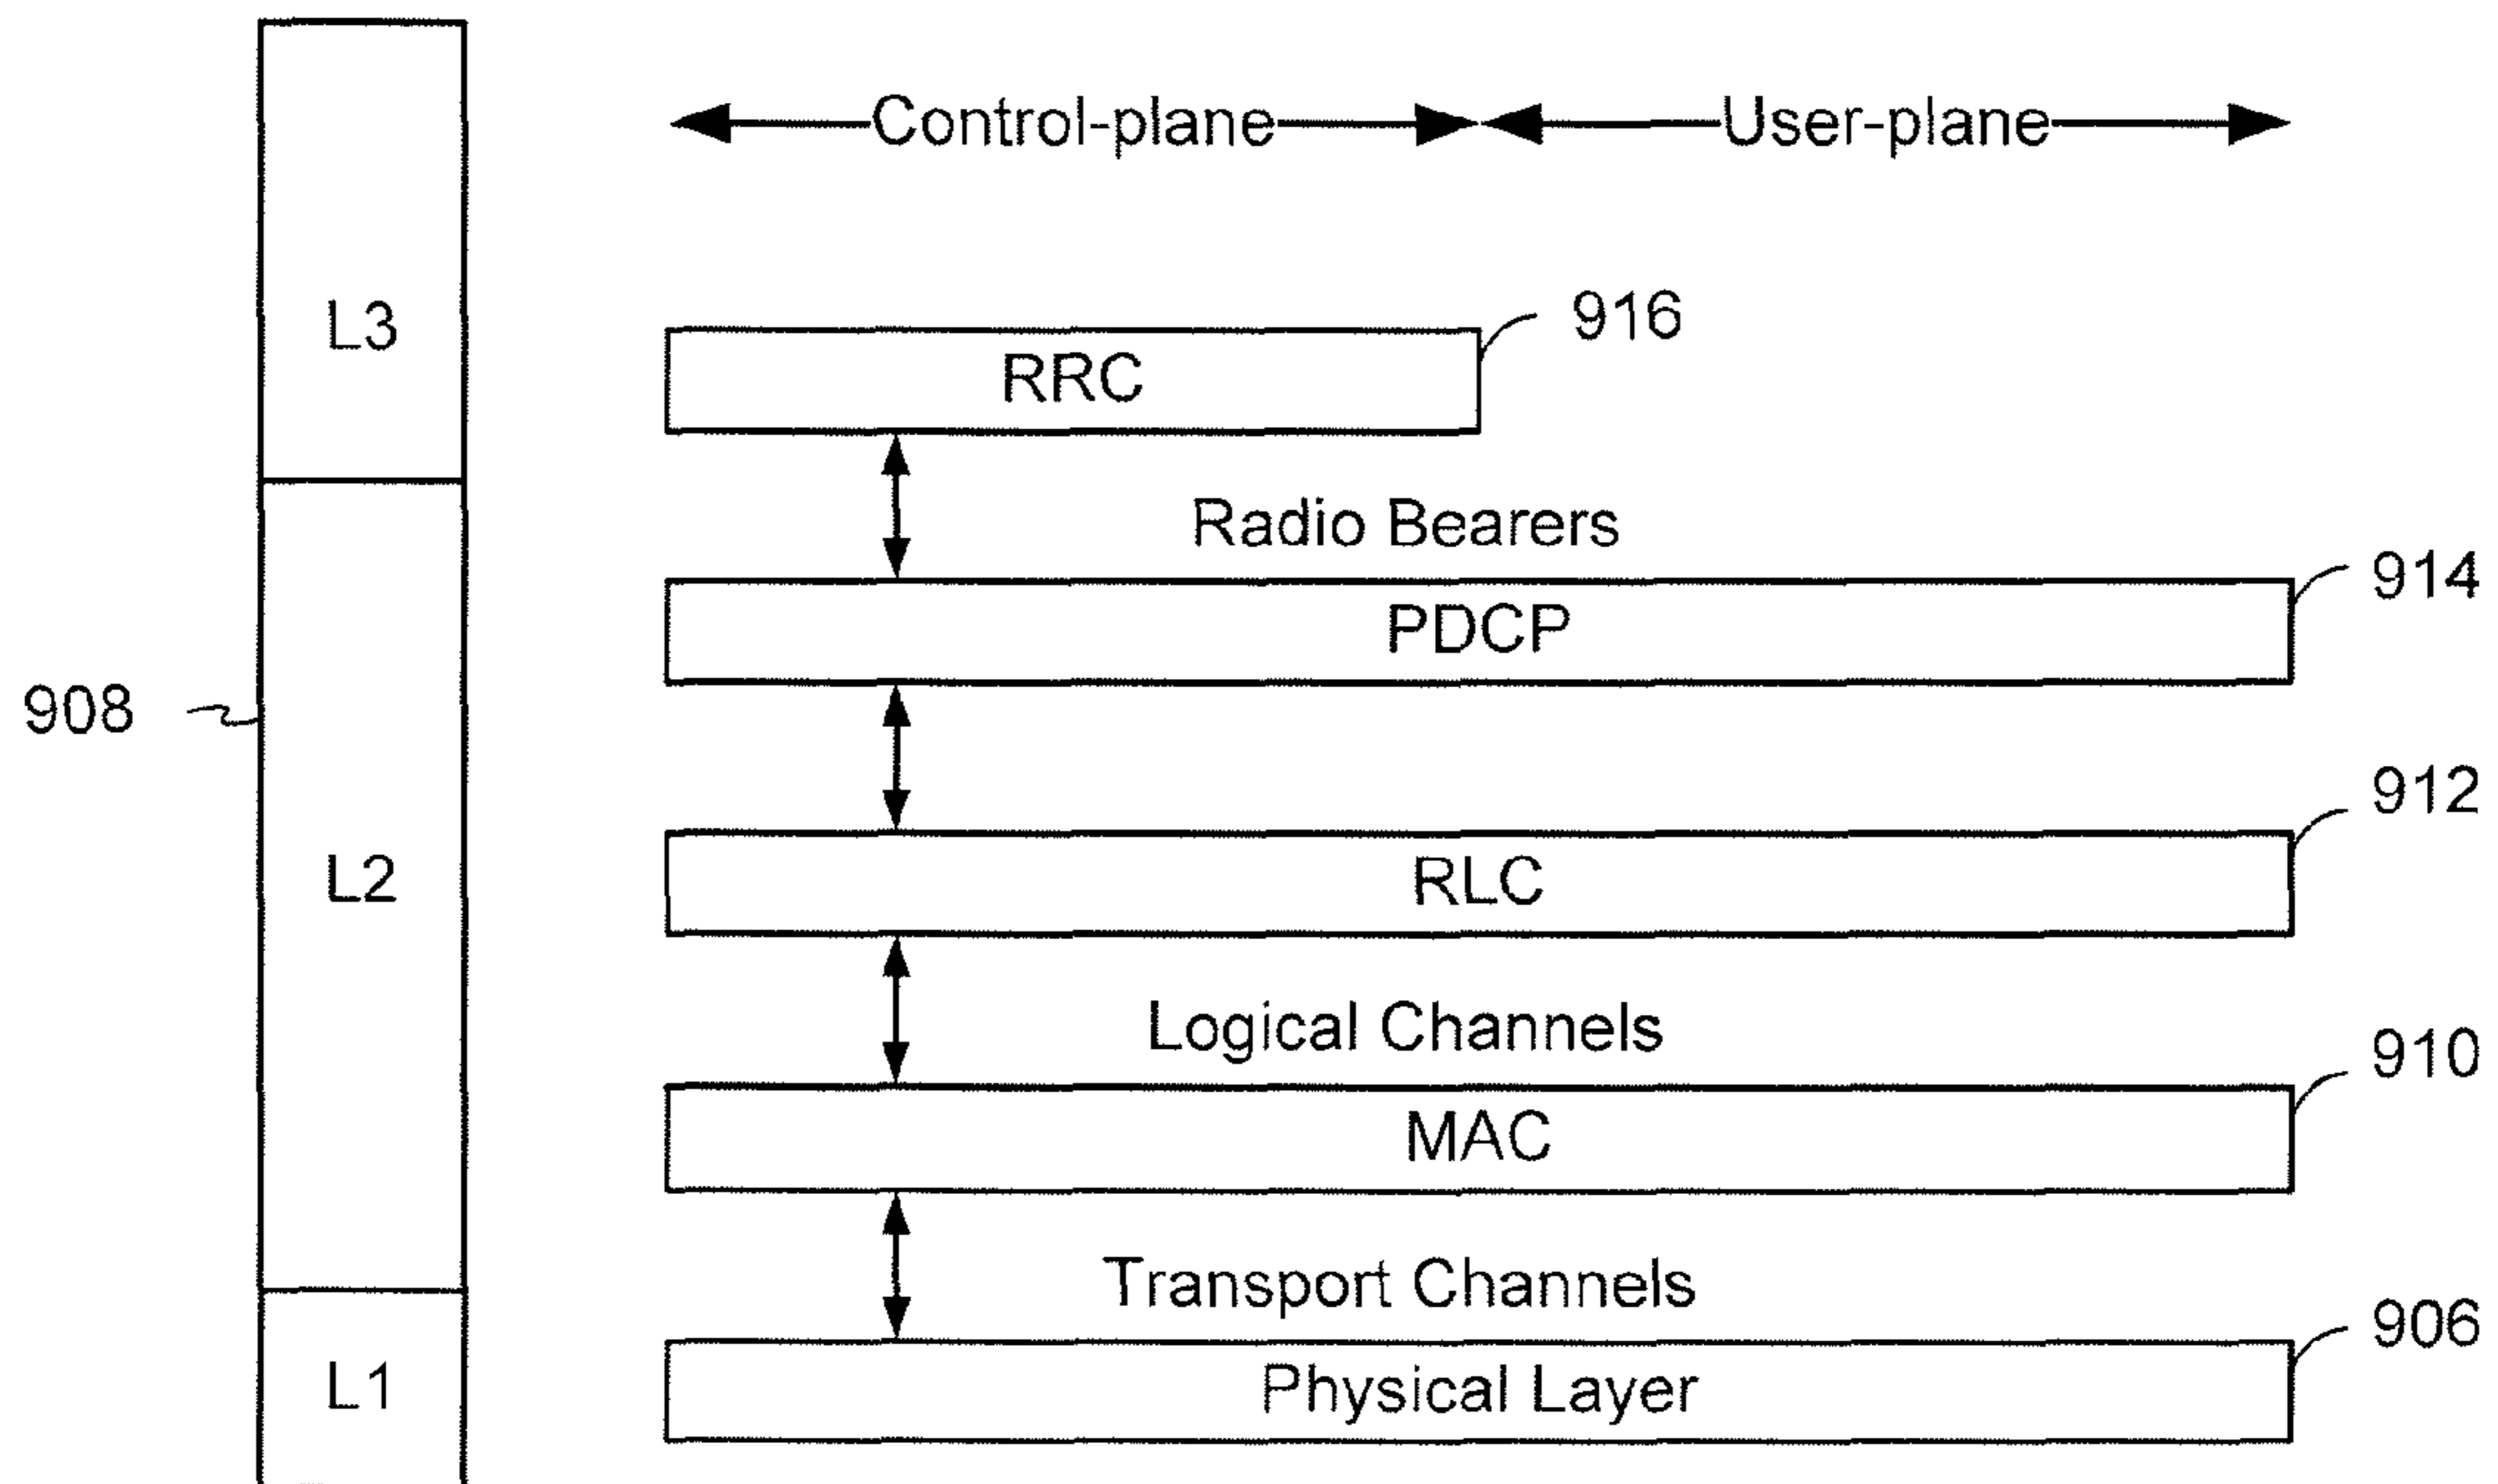 Control-plane User-plane
L3
916
RRC
Radio Bearers
914
PDCP
908
912
L2
RLC
Logical Channels
910
MAC
Transport Channels
906
L1
Physical Layer